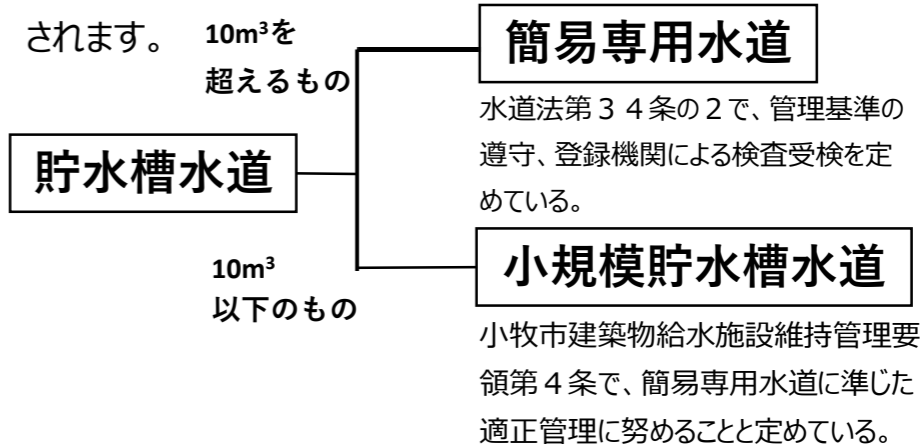 されます。
10m³を
超えるもの
簡易専用水道
水道法第３４条の２で、管理基準の
遵守、登録機関による検査受検を定
めている。
貯水槽水道
10m³
以下のもの
小規模貯水槽水道
小牧市建築物給水施設維持管理要
領第４条で、簡易専用水道に準じた
適正管理に努めることと定めている。